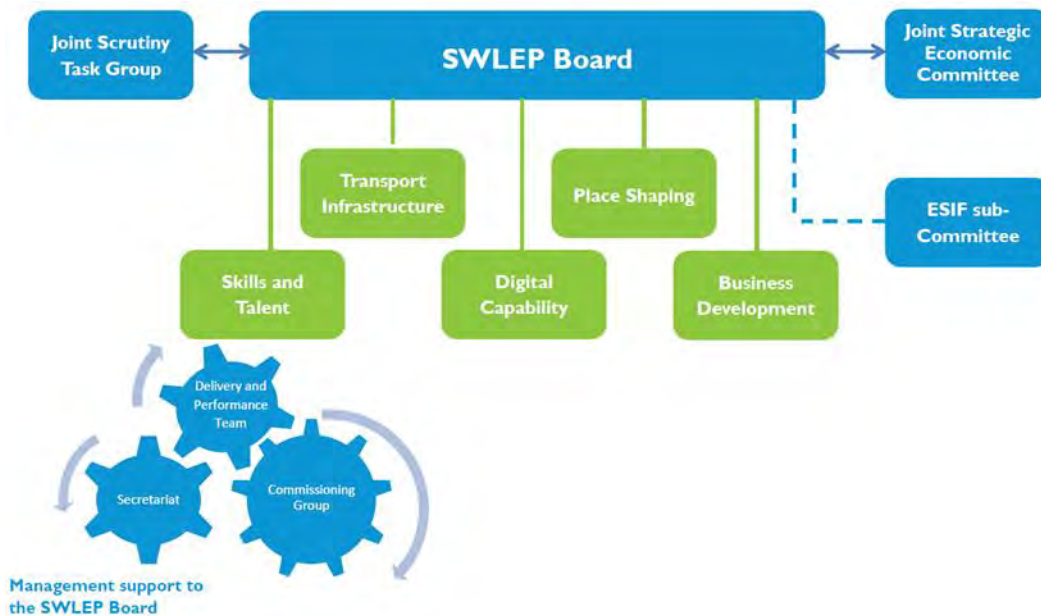 Joint Scrutiny
Task Group
SWLEP Board
Joint Strategic
Economic
Committee
Transport
Infrastructure
Place Shaping
ESIF sub-
Committee
Skills and
Talent
Digital
Capability
Business
Development
Delivery and
Performance
Team
Secretariat
Commissioning
Group
Management support to
the SWLEP Board